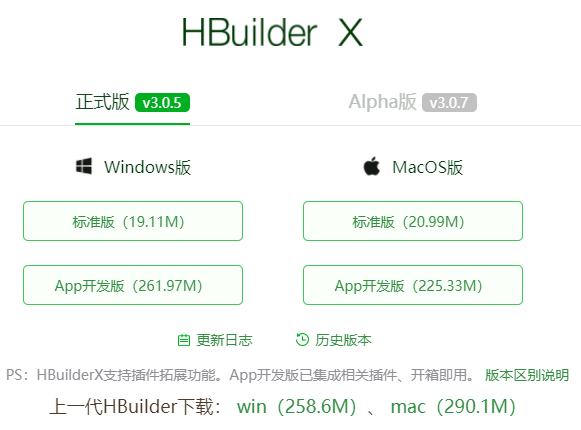 HBuilder X
正式版 v3.0.5 Alpha版 v3.0.7
Windows版 MacOS版
标准版（19.11M） 标准版（20.99M）
App开发版（261.97M） App开发版（225.33M）
更新日志 历史版本
PS：HBuilderX支持插件拓展功能。App开发版已集成相关插件、开箱即用。 版本区别说明
上一代HBuilder下载： win（258.6M）、mac（290.1M）